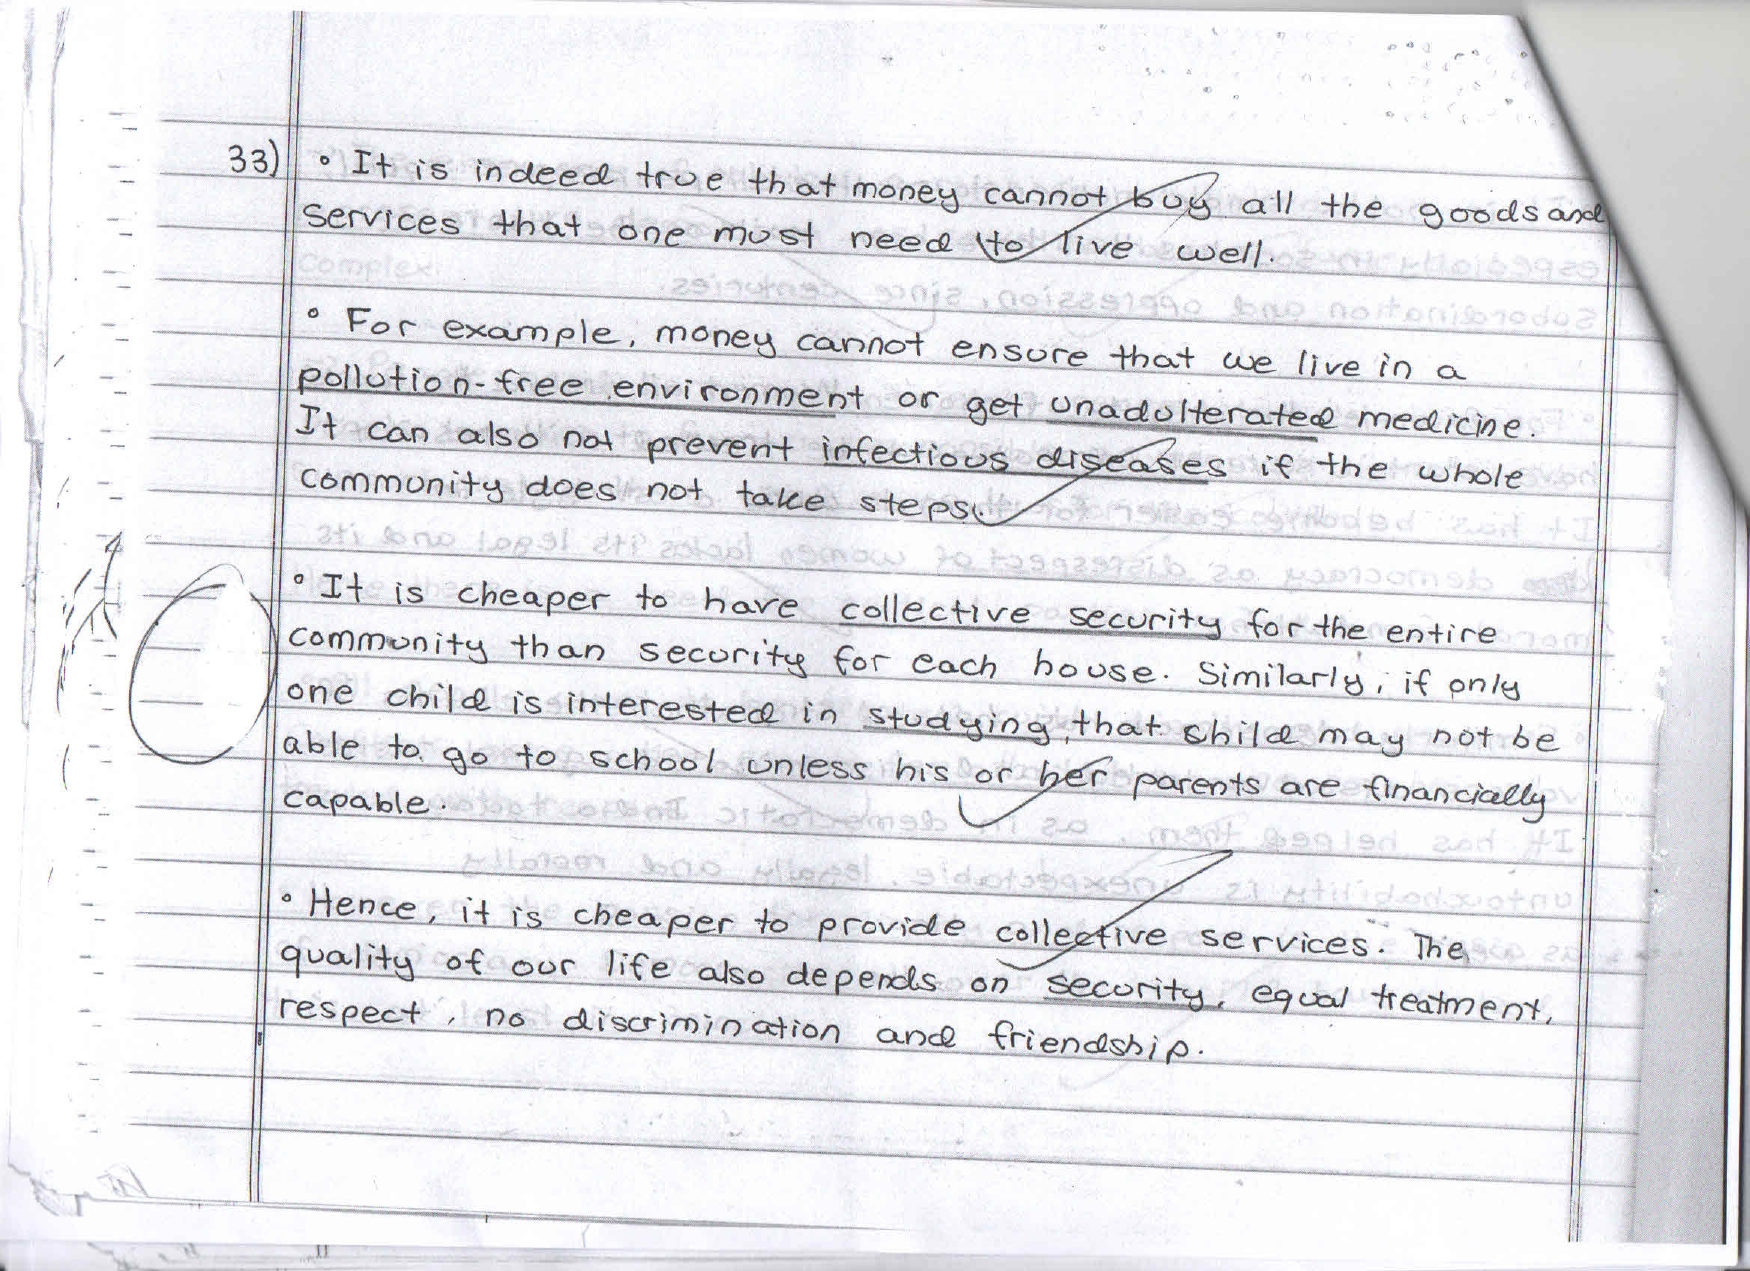 33) ° It is indeed true that money cannot buy all the goods and
services that one must need to live well.
° For example, money cannot ensure that we live in a
pollution-free environment or get unadulterated medicine.
It can also not prevent infectious diseases if the whole
community does not take steps.
° It is cheaper to have collective security for the entire
community than security for each house. Similarly, if only
one child is interested in studying, that child may not be
able to go to school unless his or her parents are financially
capable.
° Hence, it is cheaper to provide collective services. The
quality of our life also depends on security, equal treatment,
respect, no discrimination and friendship.